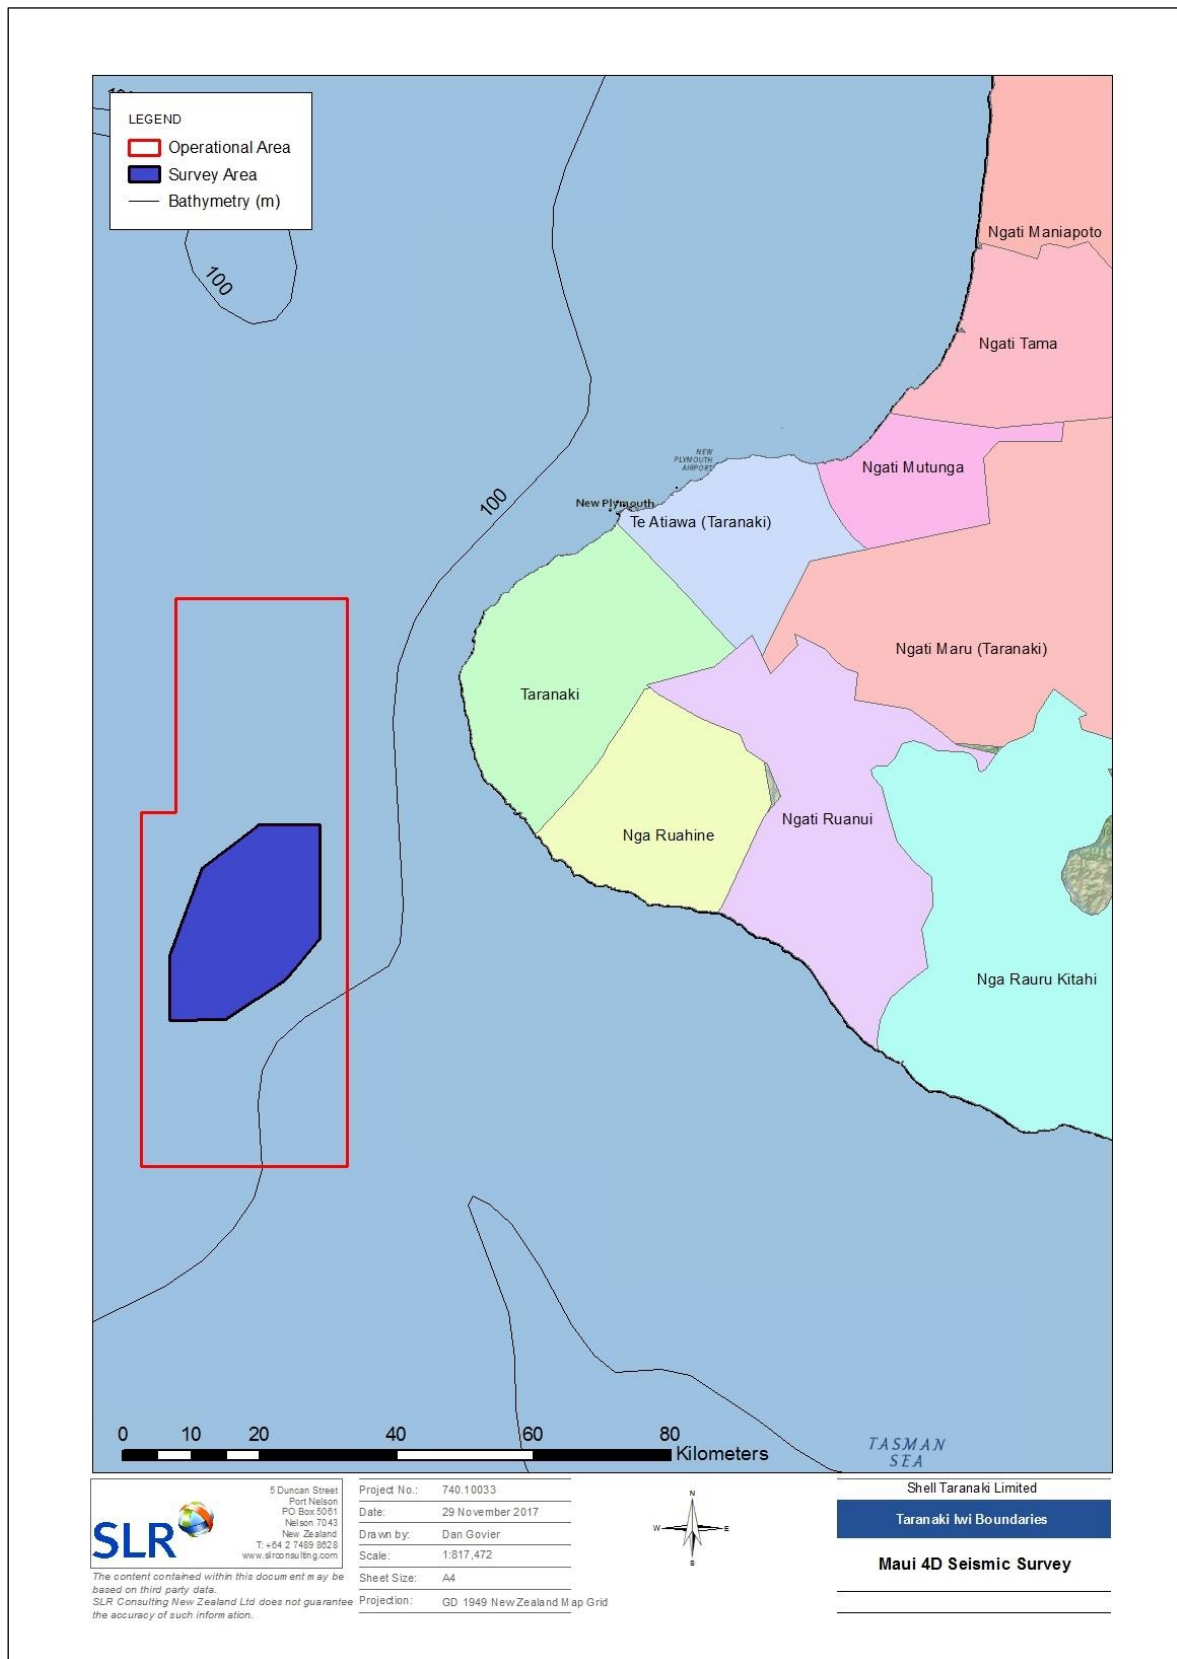 LEGEND
Operational Area
Survey Area
Bathymetry (m)
100
100
Ngati Maniapoto
Ngati Tama
Ngati Mutunga
NEW
PLYMOUTH
AIRPORT
New Plymouth
Te Atiawa (Taranaki)
Ngati Maru (Taranaki)
Taranaki
Nga Ruahine
Ngati Ruanui
Nga Rauru Kitahi
0 10 20 40 60 80
Kilometers
TASMAN
SEA
SLR
5 Duncan Street
Port Nelson
PO Box 5061
Nelson 7043
New Zealand
T: +64 2 7489 8628
www.slrconsulting.com
The content contained within this document may be
based on third party data.
SLR Consulting New Zealand Ltd does not guarantee
the accuracy of such information.
Project No.: 740.10033
Date: 29 November 2017
Drawn by: Dan Govier
Scale: 1:817,472
Sheet Size: A4
Projection: GD 1949 New Zealand Map Grid
N
W E
S
Shell Taranaki Limited
Taranaki Iwi Boundaries
Maui 4D Seismic Survey